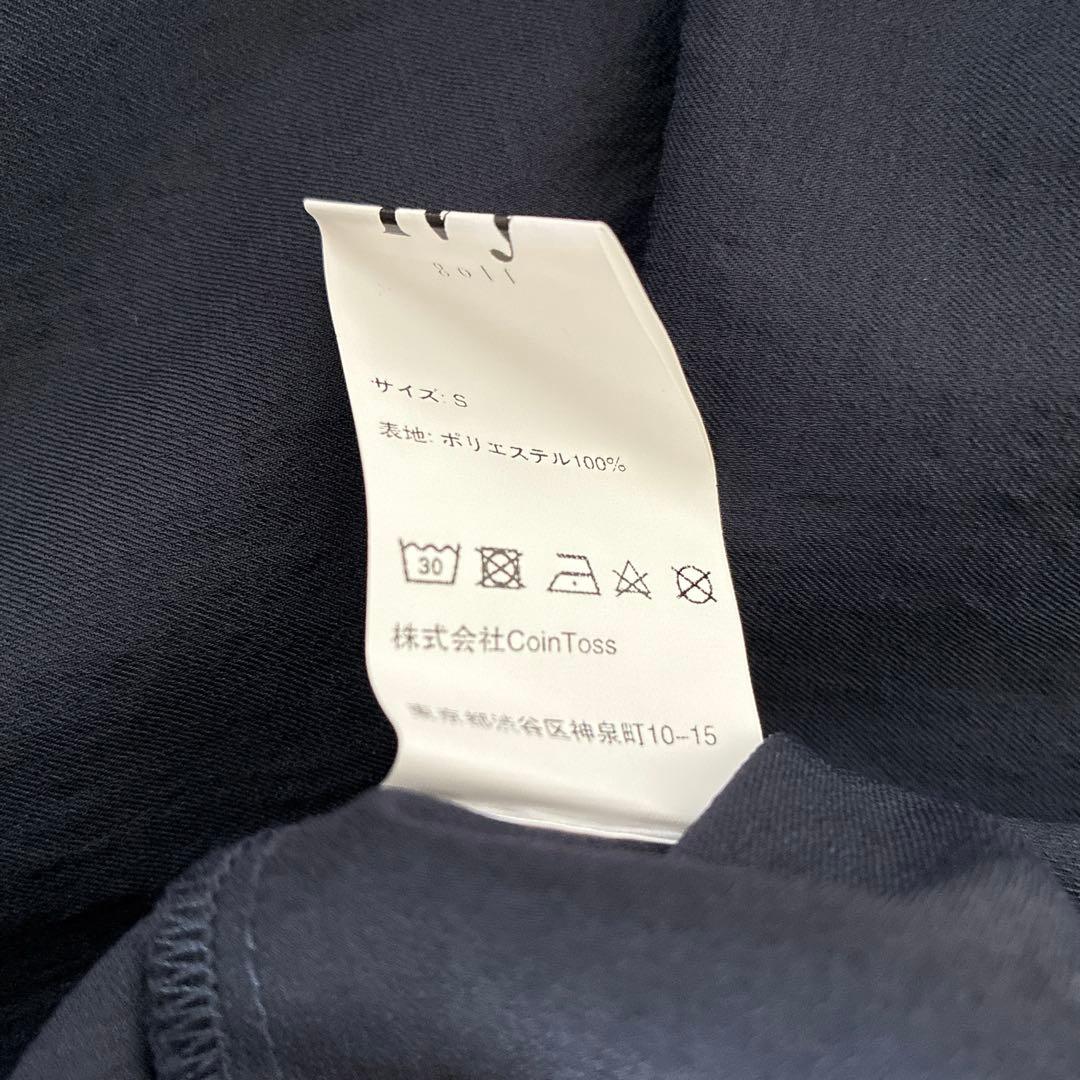 ivy
golf
サイズ: S
表地: ポリエステル100%
30
株式会社CoinToss
東京都渋谷区神泉町10-15